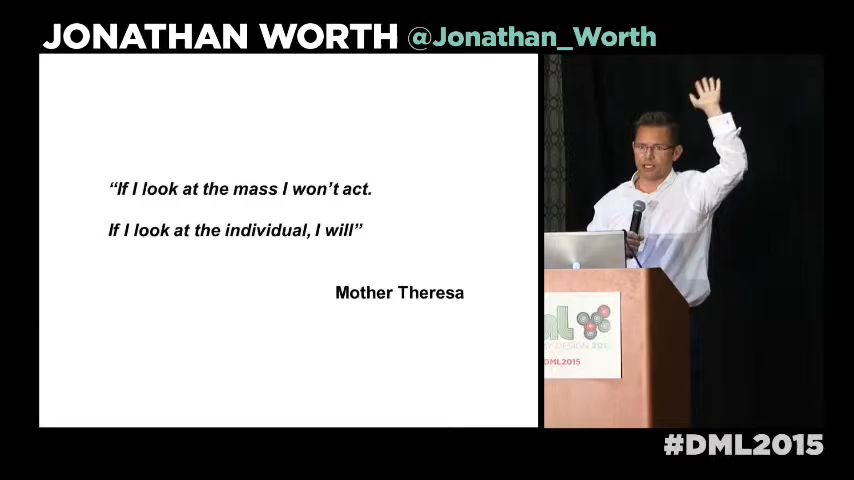 JONATHAN WORTH @Jonathan_Worth
“If I look at the mass I won’t act.
If I look at the individual, I will”
Mother Theresa
DML2015
#DML2015